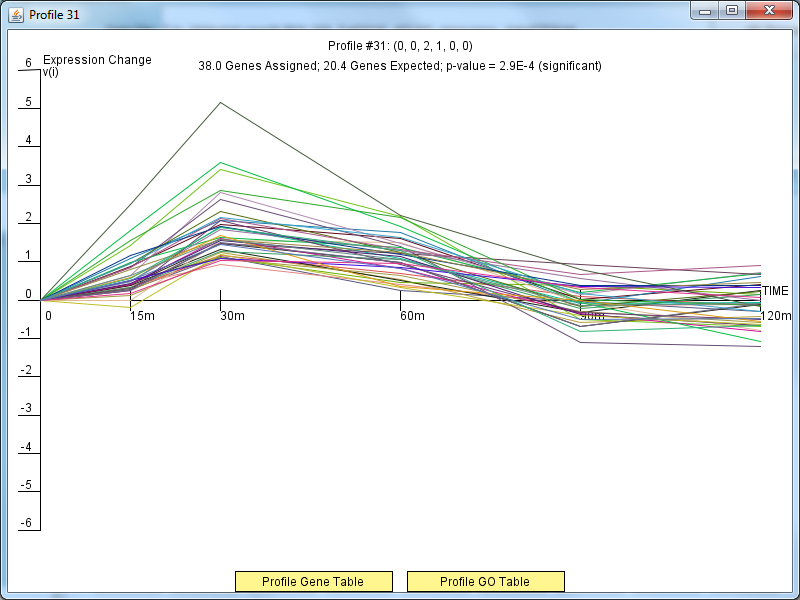 Profile 31
Profile #31: (0, 0, 2, 1, 0, 0)
38.0 Genes Assigned; 20.4 Genes Expected; p-value = 2.9E-4 (significant)
Expression Change
v(i)
6
5
4
3
2
1
0
-1
-2
-3
-4
-5
-6
0
15m
30m
60m
90m
120m
TIME
Profile Gene Table
Profile GO Table